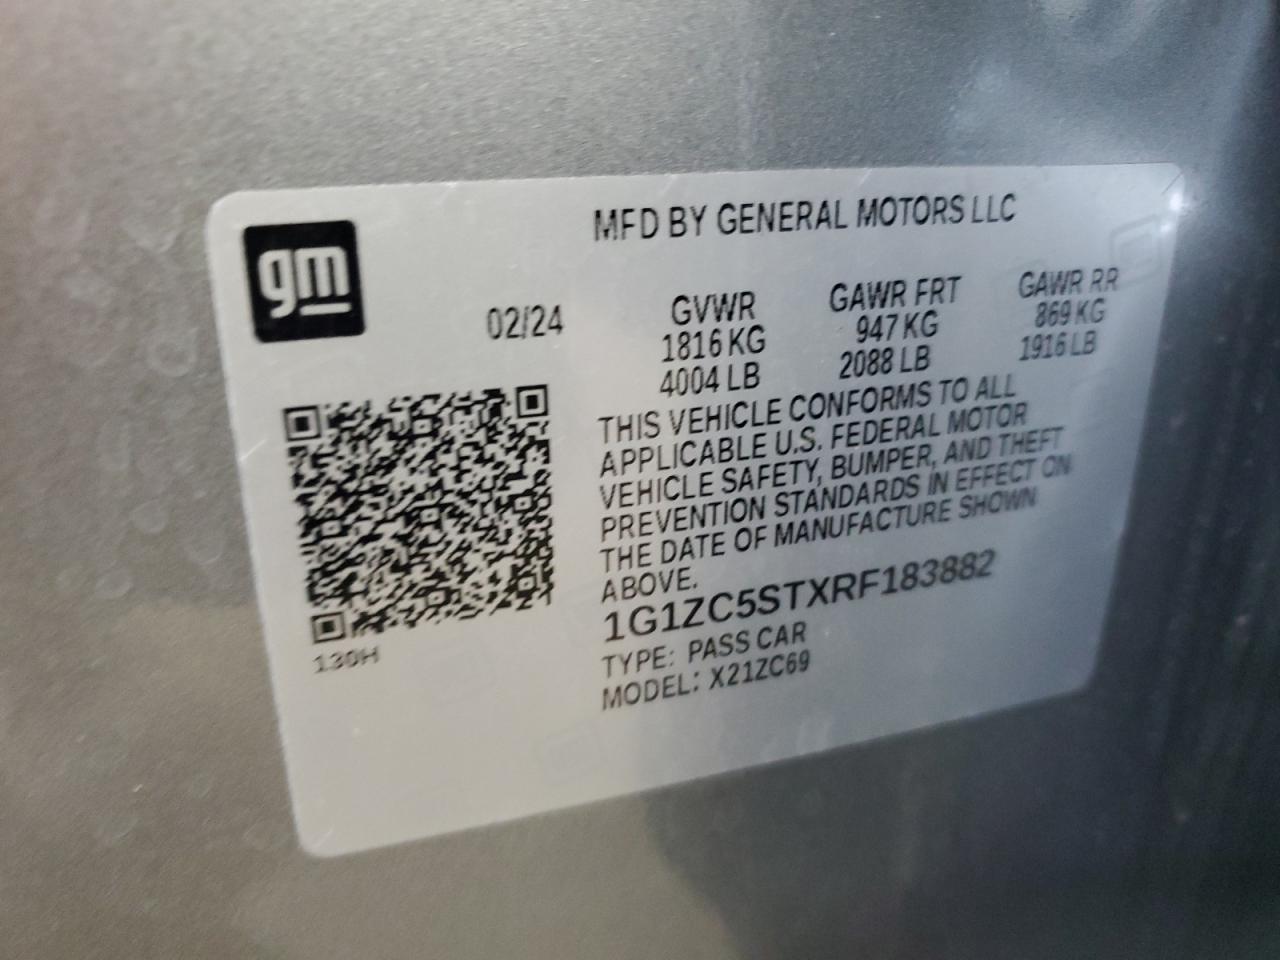 gm
MFD BY GENERAL MOTORS LLC
02/24
GVWR
1816 KG
4004 LB
GAWR FRT
947 KG
2088 LB
GAWR RR
869 KG
1916 LB
THIS VEHICLE CONFORMS TO ALL
APPLICABLE U.S. FEDERAL MOTOR
VEHICLE SAFETY, BUMPER, AND THEFT
PREVENTION STANDARDS IN EFFECT ON
THE DATE OF MANUFACTURE SHOWN
ABOVE.
1G1ZC5STXRF183882
TYPE: PASS CAR
MODEL: X21ZC69
130H